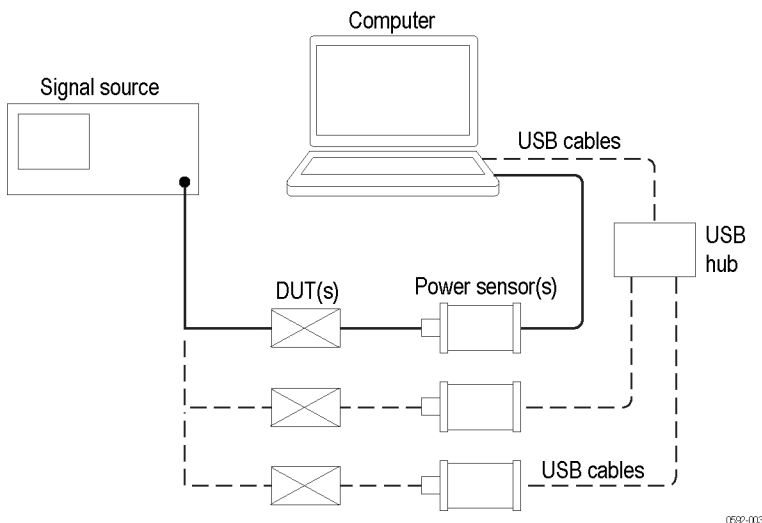 Computer
Signal source
USB cables
USB
hub
DUT(s)
Power sensor(s)
USB cables
0592-003